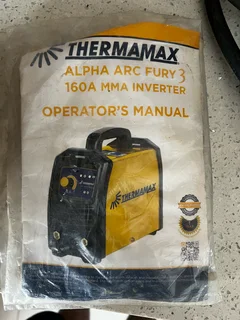 THERMAMAX
ALPHA ARC FURY 3
160A MMA INVERTER
OPERATOR'S MANUAL
THERMAMAX